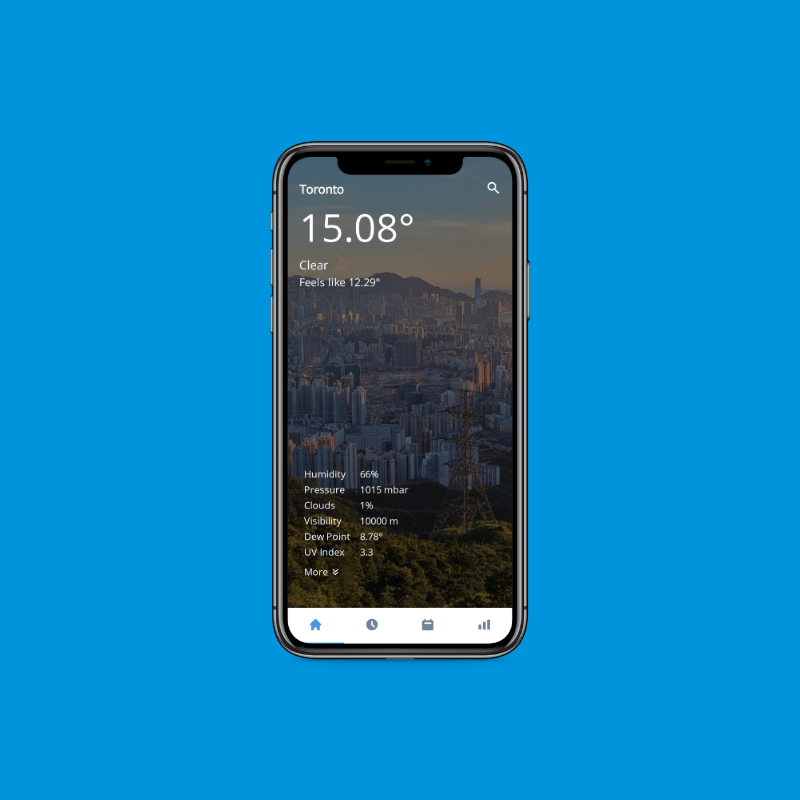 Toronto
15.08°
Clear
Feels like 12.29°
Humidity 66%
Pressure 1015 mbar
Clouds 1%
Visibility 10000 m
Dew Point 8.78°
UV Index 3.3
More